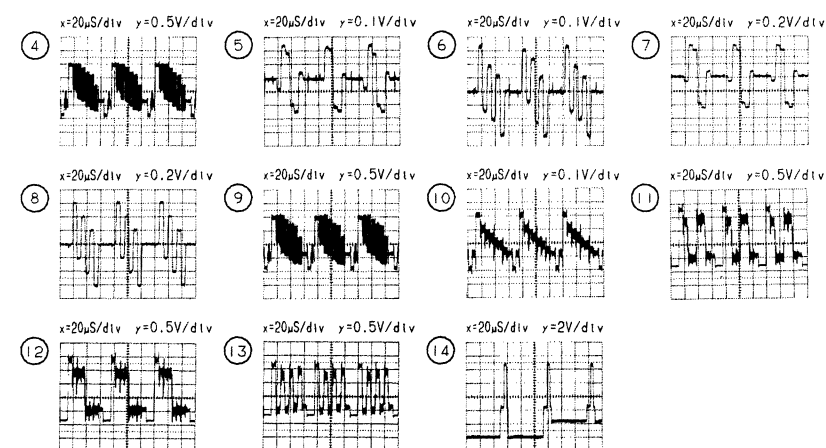 ④ x=20μS/div y=0.5V/div
⑤ x=20μS/div y=0.1V/div
⑥ x=20μS/div y=0.1V/div
⑦ x=20μS/div y=0.2V/div
⑧ x=20μS/div y=0.2V/div
⑨ x=20μS/div y=0.5V/div
⑩ x=20μS/div y=0.1V/div
⑪ x=20μS/div y=0.5V/div
⑫ x=20μS/div y=0.5V/div
⑬ x=20μS/div y=0.5V/div
⑭ x=20μS/div y=2V/div